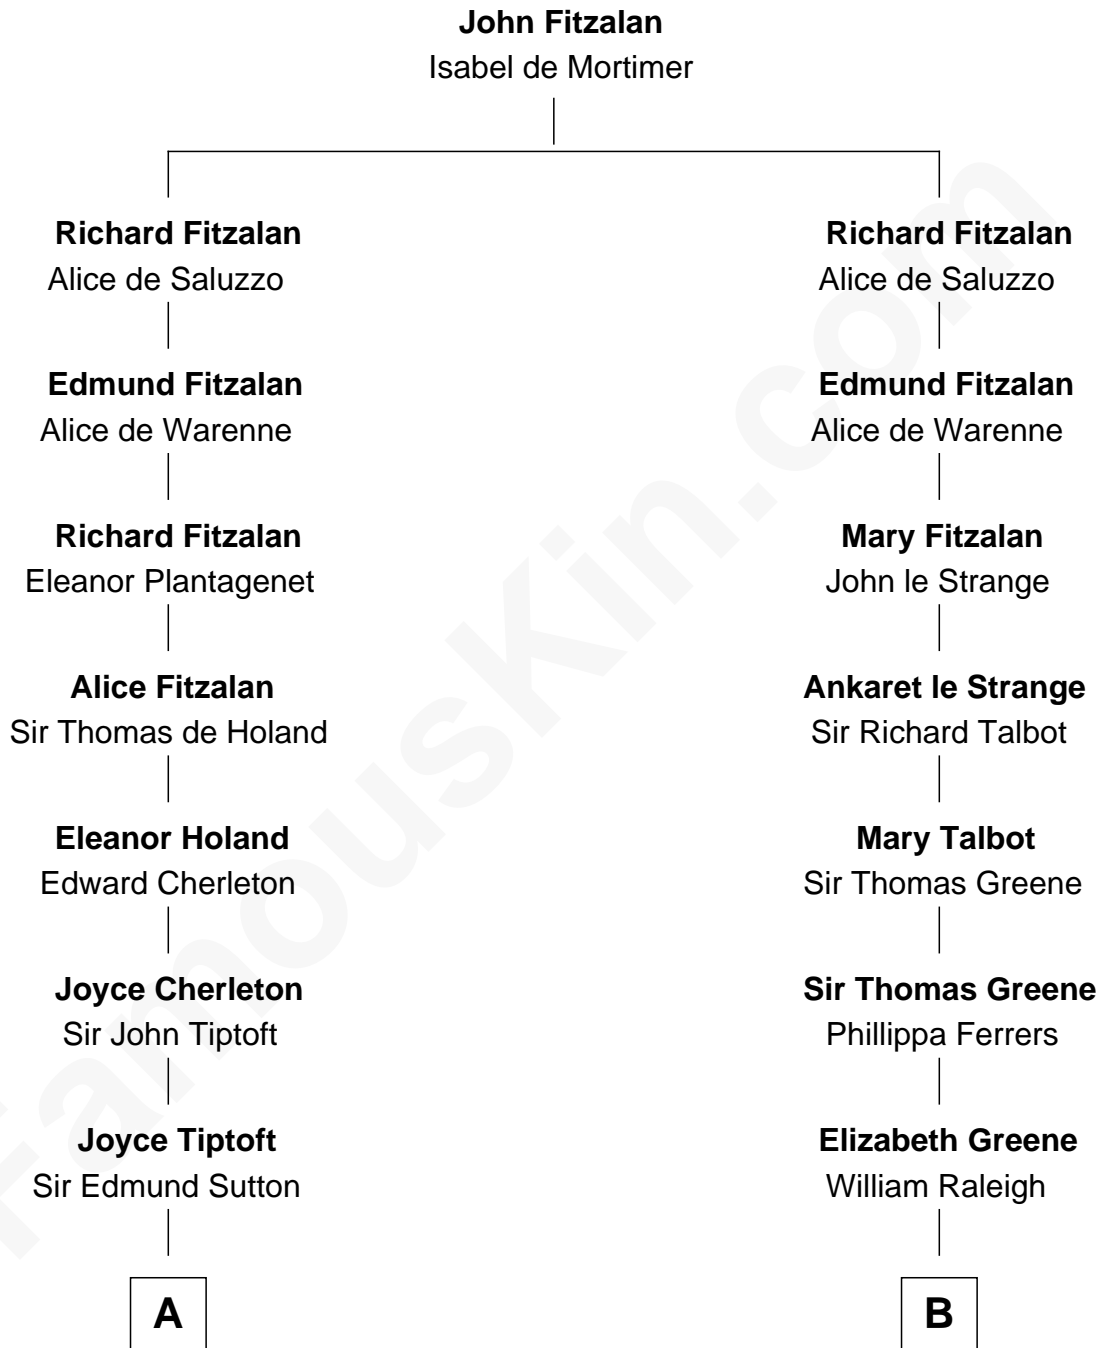 John Fitzalan
Isabel de Mortimer
Richard Fitzalan
Alice de Saluzzo
Edmund Fitzalan
Alice de Warenne
Richard Fitzalan
Eleanor Plantagenet
Alice Fitzalan
Sir Thomas de Holand
Eleanor Holand
Edward Cherleton
Joyce Cherleton
Sir John Tiptoft
Joyce Tiptoft
Sir Edmund Sutton
A
Richard Fitzalan
Alice de Saluzzo
Edmund Fitzalan
Alice de Warenne
Mary Fitzalan
John le Strange
Ankaret le Strange
Sir Richard Talbot
Mary Talbot
Sir Thomas Greene
Sir Thomas Greene
Phillippa Ferrers
Elizabeth Greene
William Raleigh
B
FamousKin.com